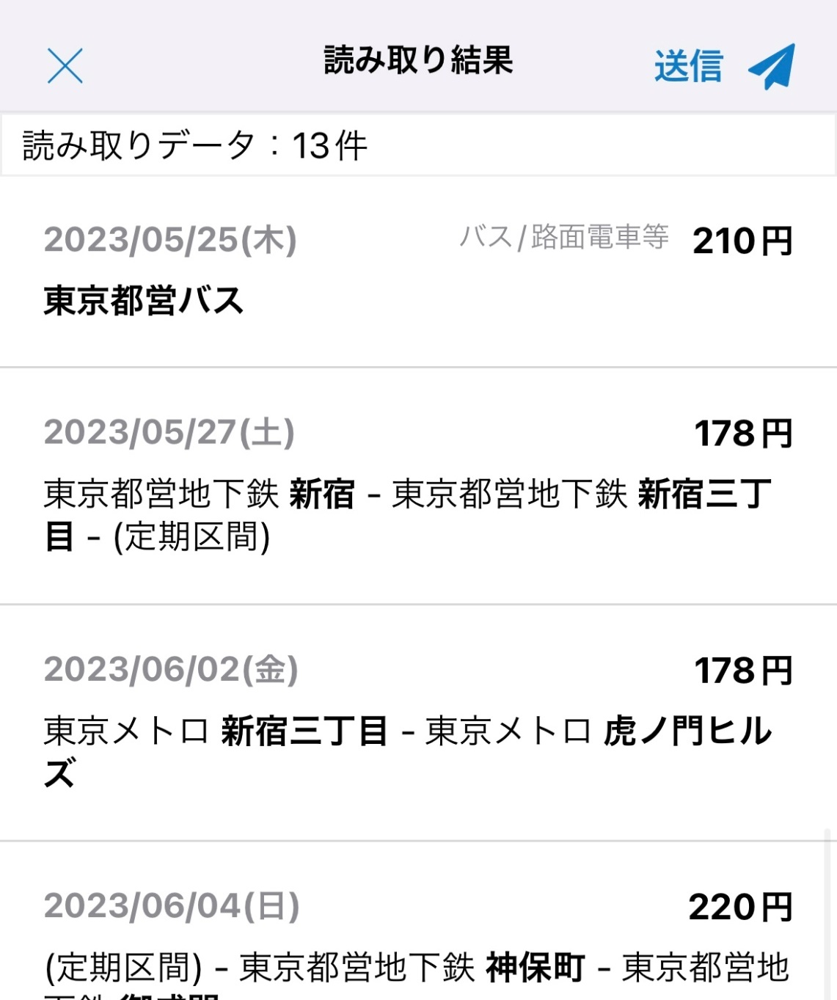 読み取り結果
送信
読み取りデータ：13件
2023/05/25(木) バス/路面電車等 210円
東京都営バス
2023/05/27(土) 178円
東京都営地下鉄 新宿 - 東京都営地下鉄 新宿三丁
目 - (定期区間)
2023/06/02(金) 178円
東京メトロ 新宿三丁目 - 東京メトロ 虎ノ門ヒル
ズ
2023/06/04(日) 220円
(定期区間) - 東京都営地下鉄 神保町 - 東京都営地
下鉄